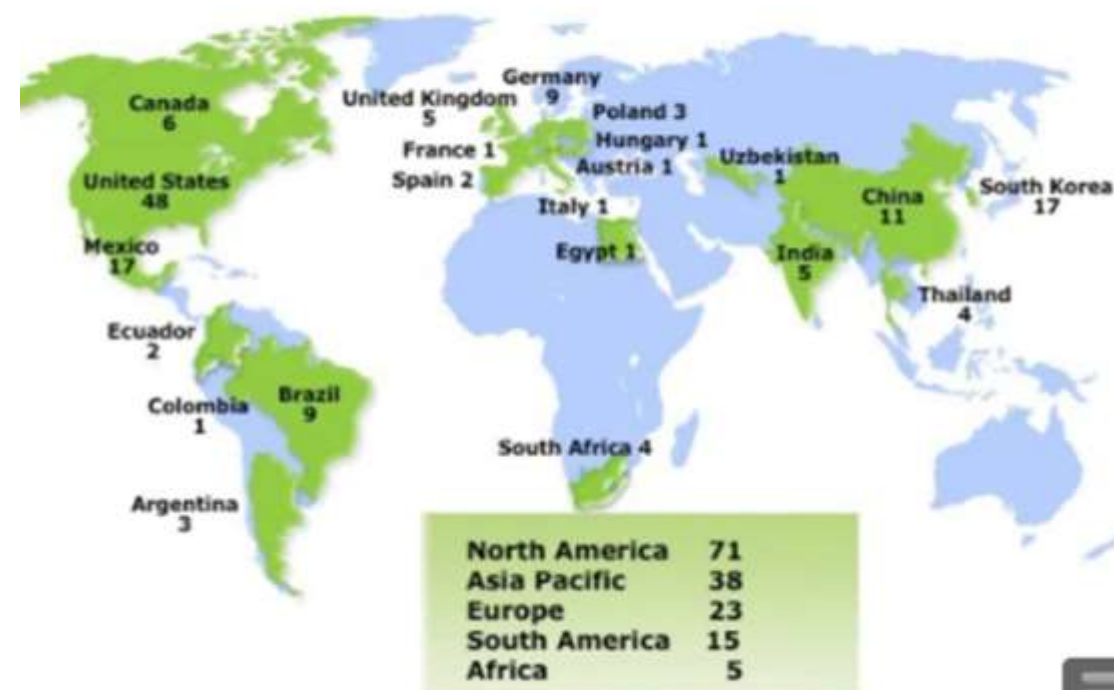 Canada
6
United States
48
Mexico
17
Ecuador
2
Colombia
1
Brazil
9
Argentina
3
Germany
9
United Kingdom
5
Poland 3
Hungary 1
France 1
Austria 1
Spain 2
Italy 1
Egypt 1
South Africa 4
Uzbekistan
1
China
11
South Korea
17
India
5
Thailand
4
North America 71
Asia Pacific 38
Europe 23
South America 15
Africa 5